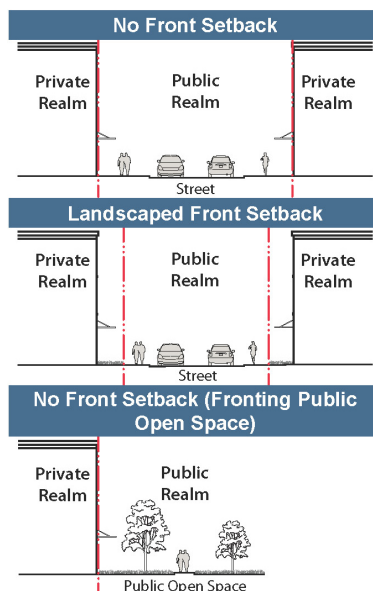 No Front Setback
Private Realm
Public Realm
Private Realm
Street
Landscaped Front Setback
Private Realm
Public Realm
Private Realm
Street
No Front Setback (Fronting Public
Open Space)
Private Realm
Public Realm
Public Open Space